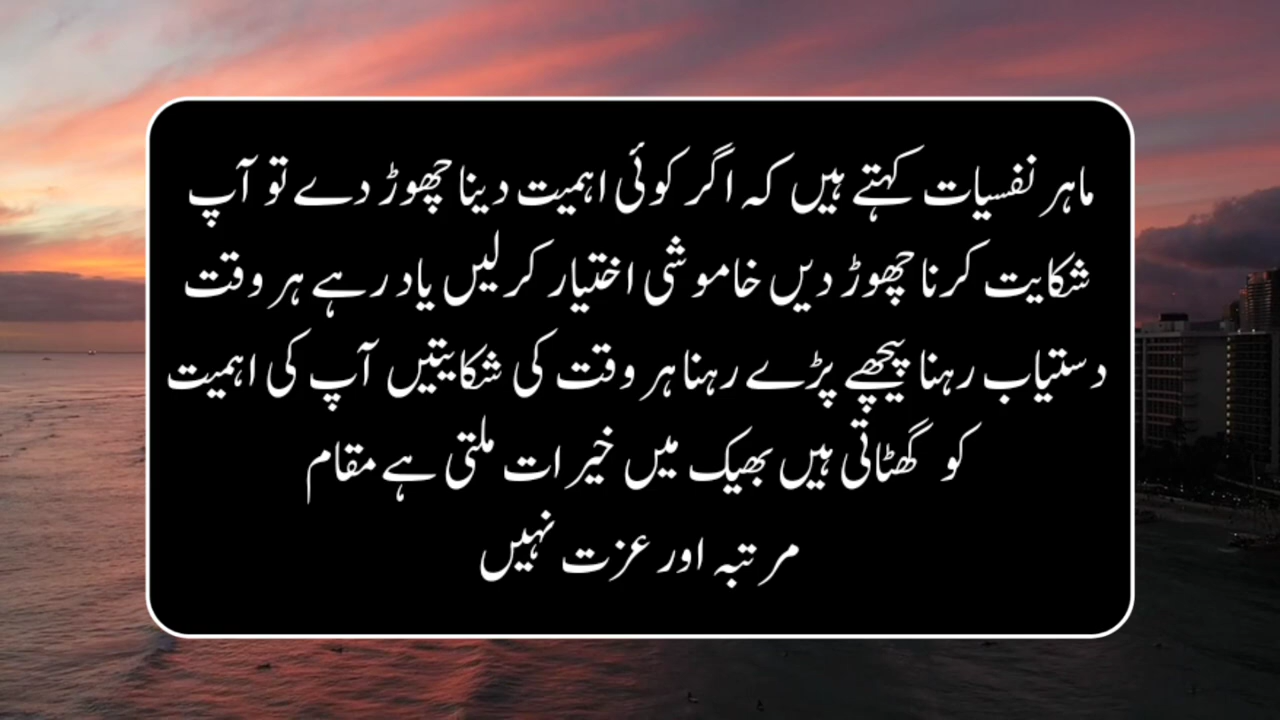 ماہر نفسیات کہتے ہیں کہ اگر کوئی اہمیت دینا چھوڑ دے تو آپ
شکایت کرنا چھوڑ دیں خاموشی اختیار کرلیں یاد رہے ہر وقت
دستیاب رہنا پیچھے پڑے رہنا ہر وقت کی شکایتیں آپ کی اہمیت
کو گھٹاتی ہیں بھیک میں خیرات ملتی ہے مقام
مرتبہ اور عزت نہیں